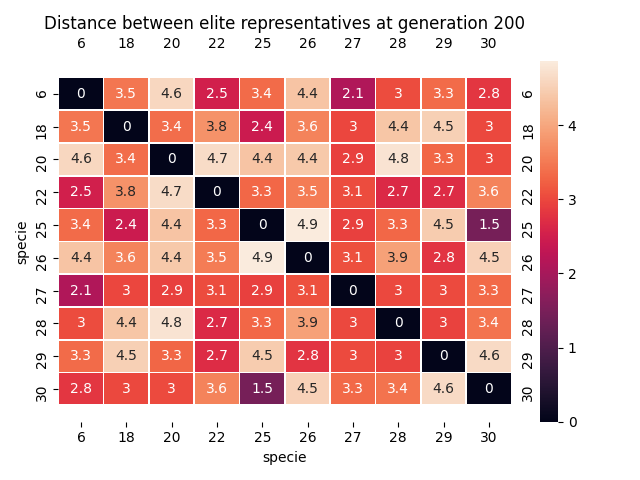 Distance between elite representatives at generation 200
6 18 20 22 25 26 27 28 29 30
6 0 3.5 4.6 2.5 3.4 4.4 2.1 3 3.3 2.8 6
18 3.5 0 3.4 3.8 2.4 3.6 3 4.4 4.5 3 18
20 4.6 3.4 0 4.7 4.4 4.4 2.9 4.8 3.3 3 20
22 2.5 3.8 4.7 0 3.3 3.5 3.1 2.7 2.7 3.6 22
25 3.4 2.4 4.4 3.3 0 4.9 2.9 3.3 4.5 1.5 25
26 4.4 3.6 4.4 3.5 4.9 0 3.1 3.9 2.8 4.5 26
27 2.1 3 2.9 3.1 2.9 3.1 0 3 3 3.3 27
28 3 4.4 4.8 2.7 3.3 3.9 3 0 3 3.4 28
29 3.3 4.5 3.3 2.7 4.5 2.8 3 3 0 4.6 29
30 2.8 3 3 3.6 1.5 4.5 3.3 3.4 4.6 0 30
6 18 20 22 25 26 27 28 29 30
specie
specie
4
3
2
1
0